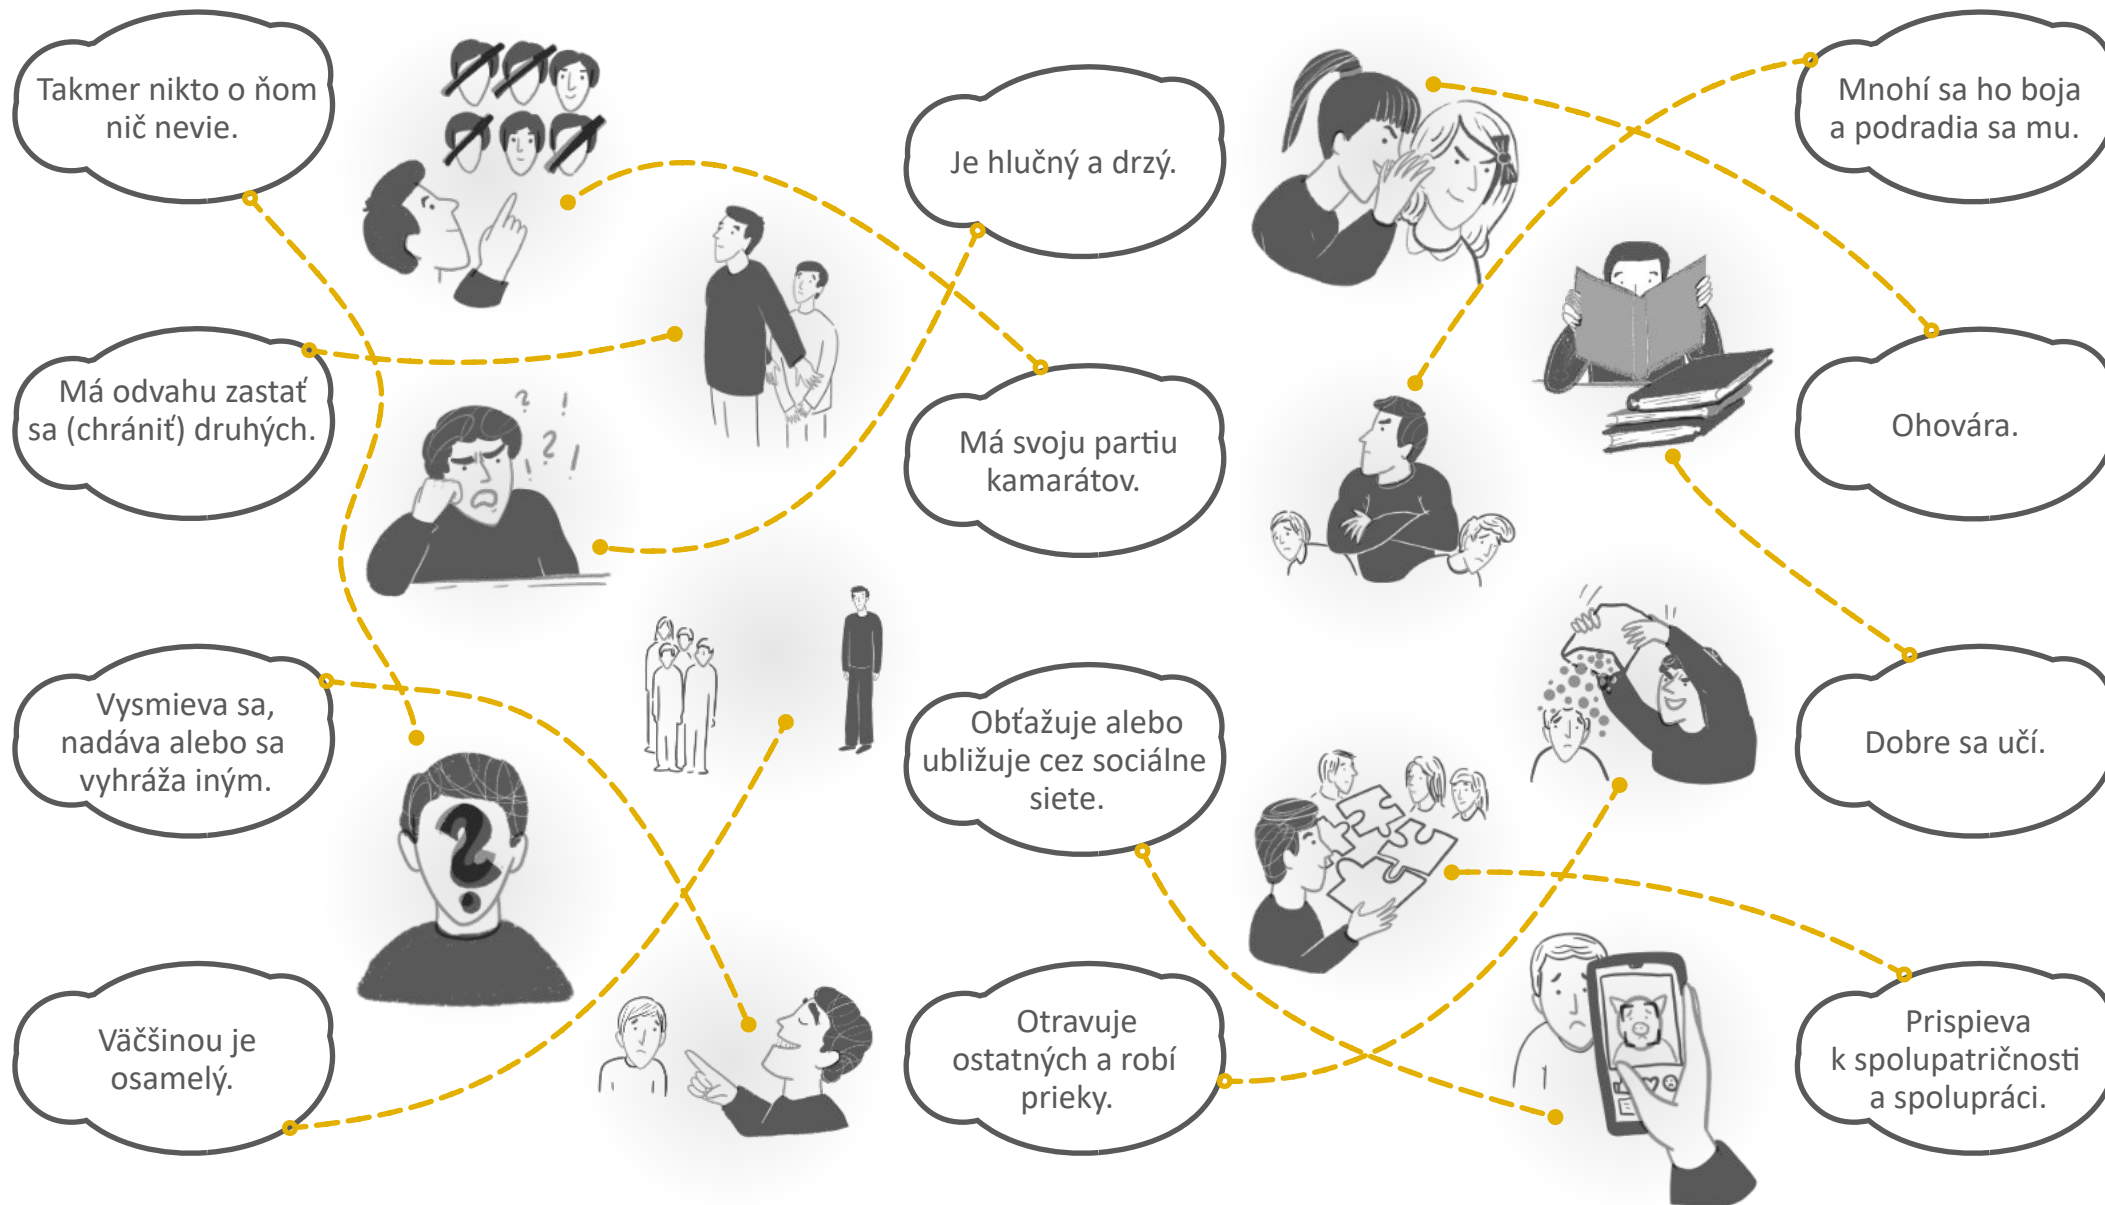 Takmer nikto o ňom
nič nevie.
Je hlučný a drzý.
Mnohí sa ho boja
a podradia sa mu.
Má odvahu zastať
sa (chrániť) druhých.
Má svoju partiu
kamarátov.
Ohovára.
Vysmieva sa,
nadáva alebo sa
vyhráža iným.
Obťažuje alebo
ubližuje cez sociálne
siete.
Dobre sa učí.
Väčšinou je
osamelý.
Otravuje
ostatných a robí
prieky.
Prispieva
k spolupatričnosti
a spolupráci.